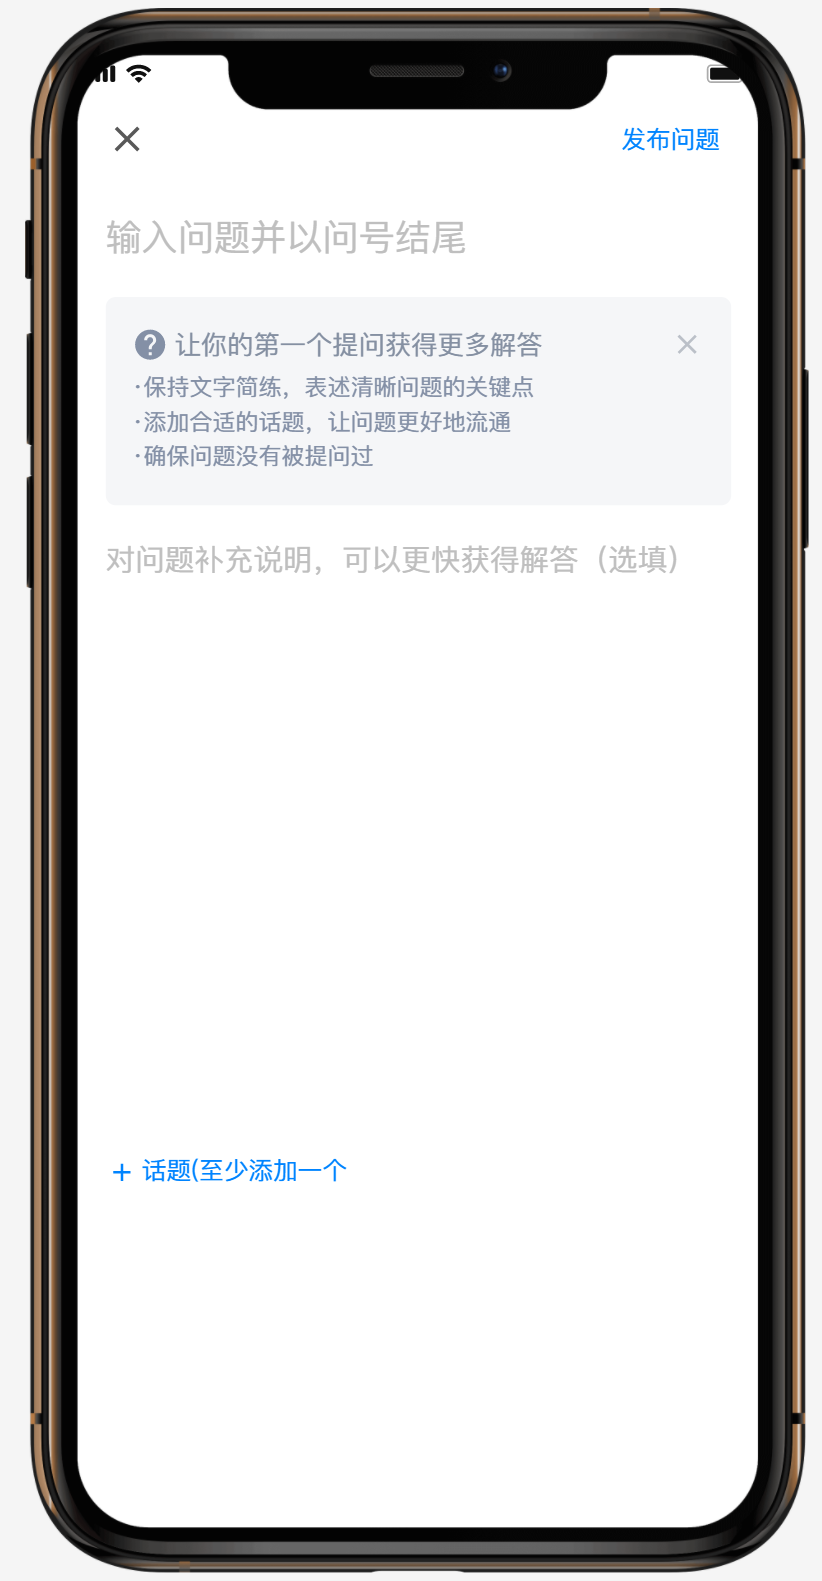 发布问题
输入问题并以问号结尾
让你的第一个提问获得更多解答
·保持文字简练，表述清晰问题的关键点
·添加合适的话题，让问题更好地流通
·确保问题没有被提问过
对问题补充说明，可以更快获得解答（选填）
+ 话题(至少添加一个